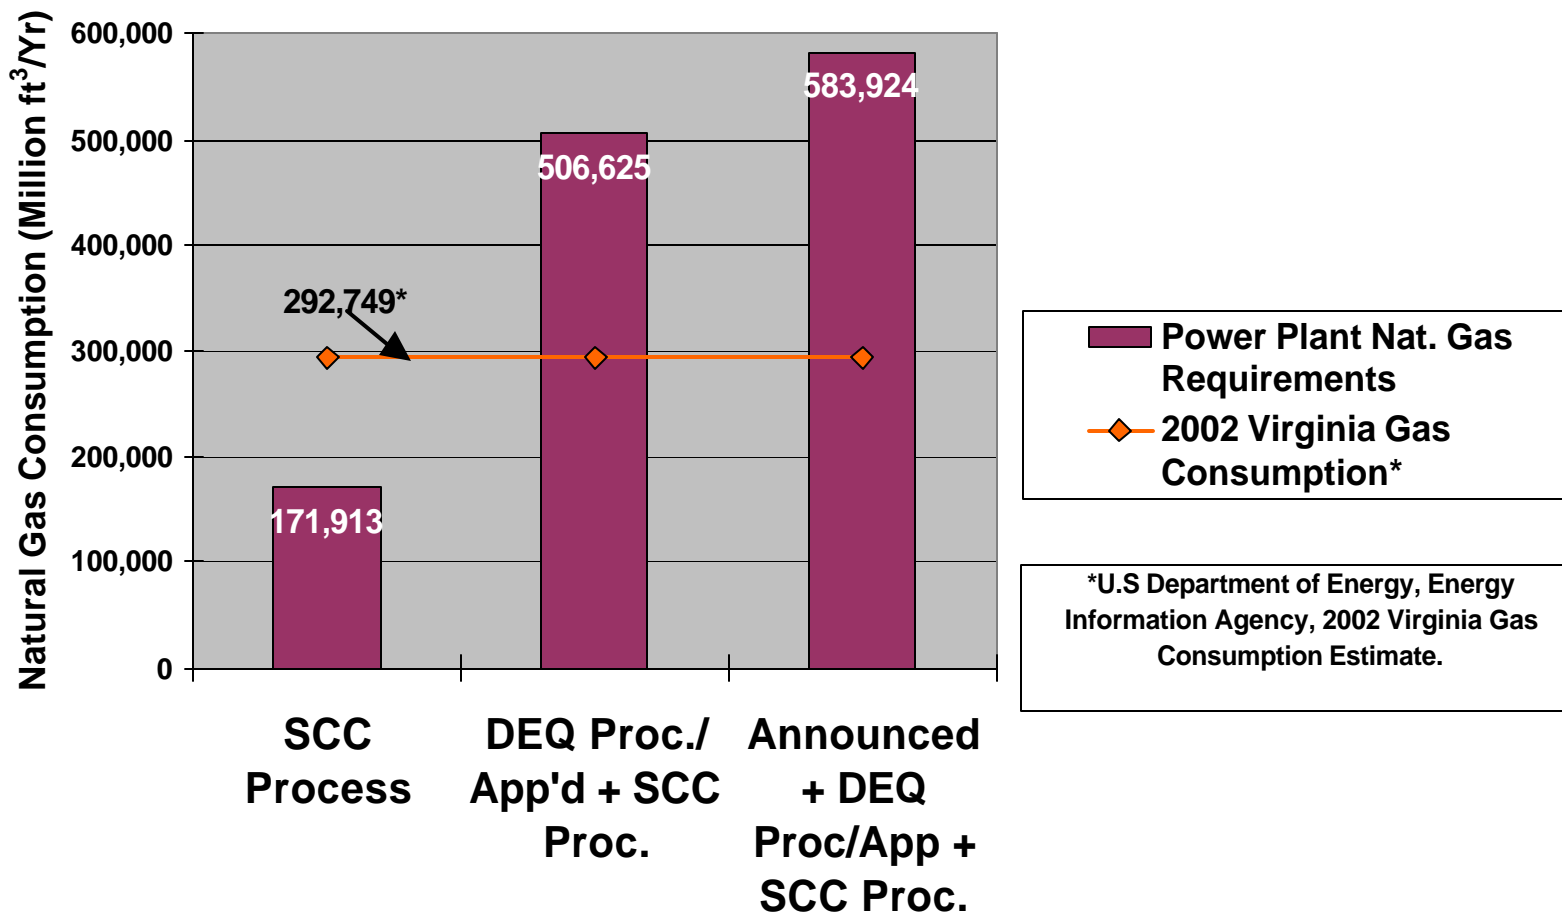 Natural Gas Consumption (Million ft³/Yr)
600,000
500,000
400,000
300,000
200,000
100,000
0
292,749*
171,913
506,625
583,924
SCC
Process
DEQ Proc./
App'd + SCC
Proc.
Announced
+ DEQ
Proc/App +
SCC Proc.
Power Plant Nat. Gas
Requirements
2002 Virginia Gas
Consumption*
*U.S Department of Energy, Energy
Information Agency, 2002 Virginia Gas
Consumption Estimate.